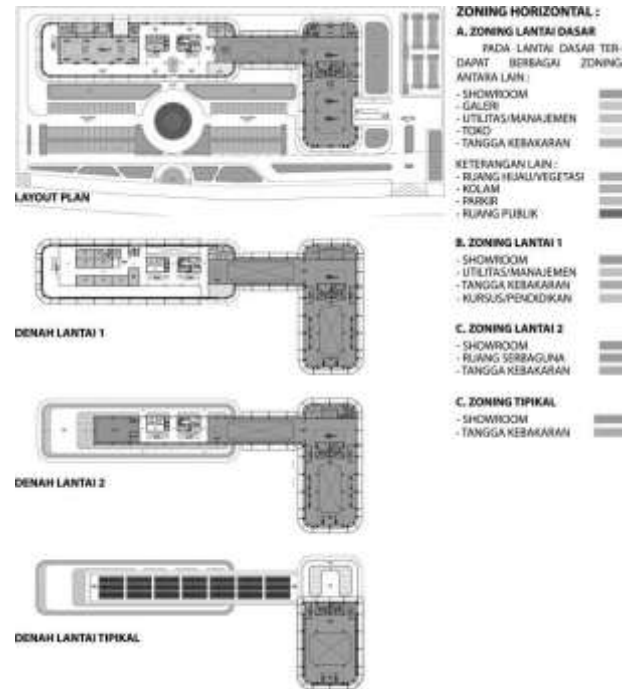 ZONING HORIZONTAL :
A. ZONING LANTAI DASAR
PADA LANTAI DASAR TER-
DAPAT BERBAGAI ZONING
ANTARA LAIN :
- SHOWROOM
- GALERI
- UTILITAS/MANAJEMEN
- TOKO
- TANGGA KEBAKARAN
KETERANGAN LAIN :
- RUANG HIJAU/VEGETASI
- KOLAM
- PARKIR
- RUANG PUBLIK
B. ZONING LANTAI 1
- SHOWROOM
- UTILITAS/MANAJEMEN
- TANGGA KEBAKARAN
- KURSUS/PENDIDIKAN
C. ZONING LANTAI 2
- SHOWROOM
- RUANG SERBAGUNA
- TANGGA KEBAKARAN
C. ZONING TIPIKAL
- SHOWROOM
- TANGGA KEBAKARAN
LAYOUT PLAN
DENAH LANTAI 1
DENAH LANTAI 2
DENAH LANTAI TIPIKAL